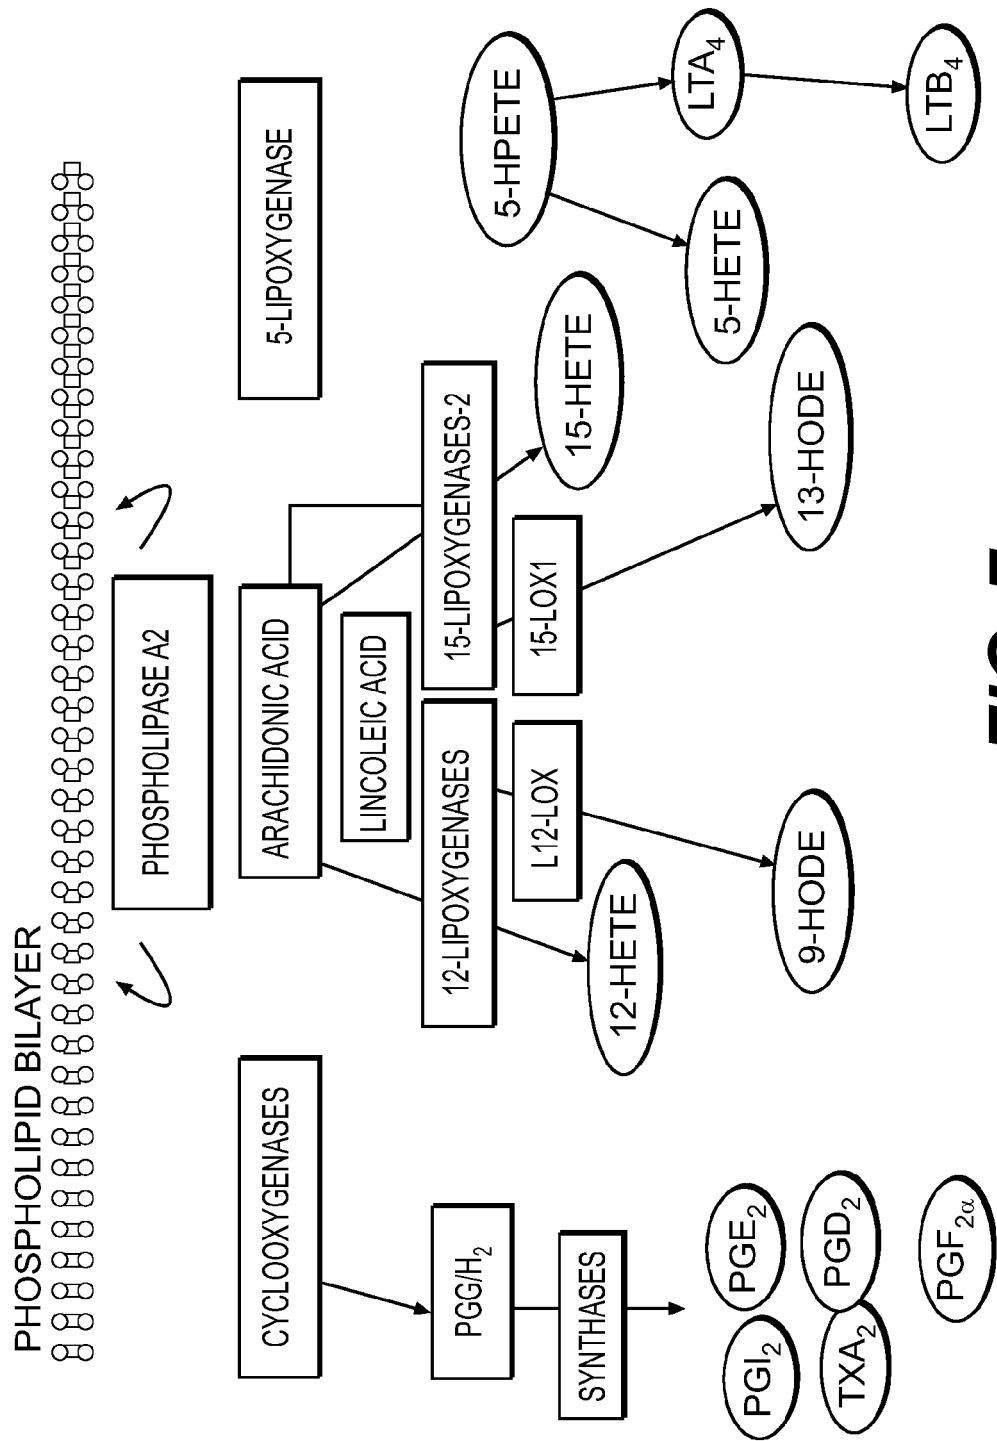 PHOSPHOLIPID BILAYER
PHOSPHOLIPASE A2
CYCLOOXYGENASES
ARACHIDONIC ACID
5-LIPOXYGENASE
LINCOLEIC ACID
PGG/H₂
12-LIPOXYGENASES
15-LIPOXYGENASES-2
5-HPETE
SYNTHASES
L12-LOX
15-LOX1
15-HETE
12-HETE
LTA₄
5-HETE
PGI₂
PGE₂
TXA₂
PGD₂
9-HODE
13-HODE
LTB₄
PGF₂α